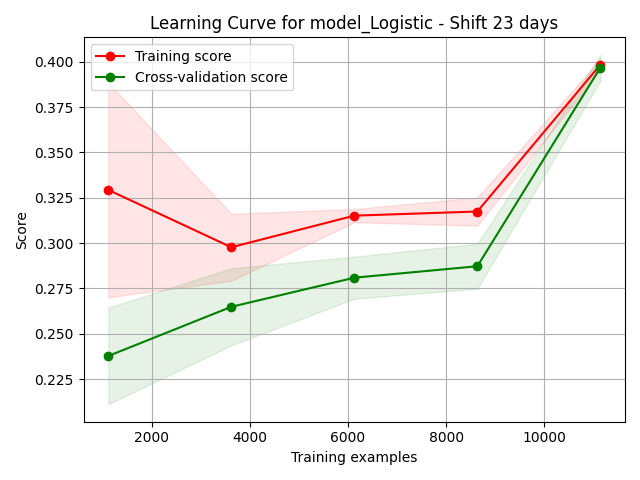 Learning Curve for model_Logistic - Shift 23 days
Training score
Cross-validation score
0.400
0.375
0.350
0.325
0.300
0.275
0.250
0.225
Score
2000 4000 6000 8000 10000
Training examples